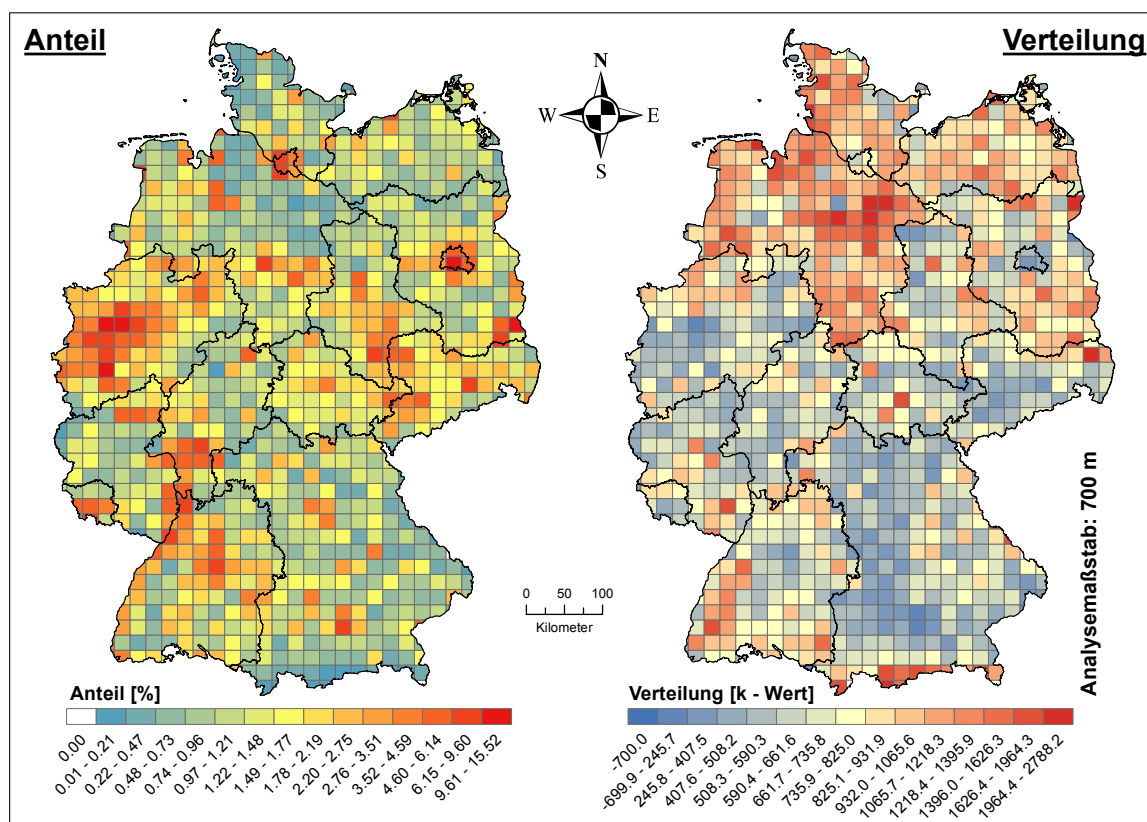 Anteil
Verteilung
N
W E
S
0 50 100
Kilometer
Analysemaßstab: 700 m
Anteil [%]
0.00
0.01 - 0.21
0.22 - 0.47
0.48 - 0.73
0.74 - 0.96
0.97 - 1.21
1.22 - 1.48
1.49 - 1.77
1.78 - 2.19
2.20 - 2.75
2.76 - 3.51
3.52 - 4.59
4.60 - 6.14
6.15 - 9.60
9.61 - 15.52
Verteilung [k - Wert]
-700.0
-699.9 - 245.7
245.8 - 407.5
407.6 - 508.2
508.3 - 590.3
590.4 - 661.6
661.7 - 735.8
735.9 - 825.0
825.1 - 931.9
932.0 - 1065.6
1065.7 - 1218.3
1218.4 - 1395.9
1396.0 - 1626.3
1626.4 - 1964.3
1964.4 - 2788.2